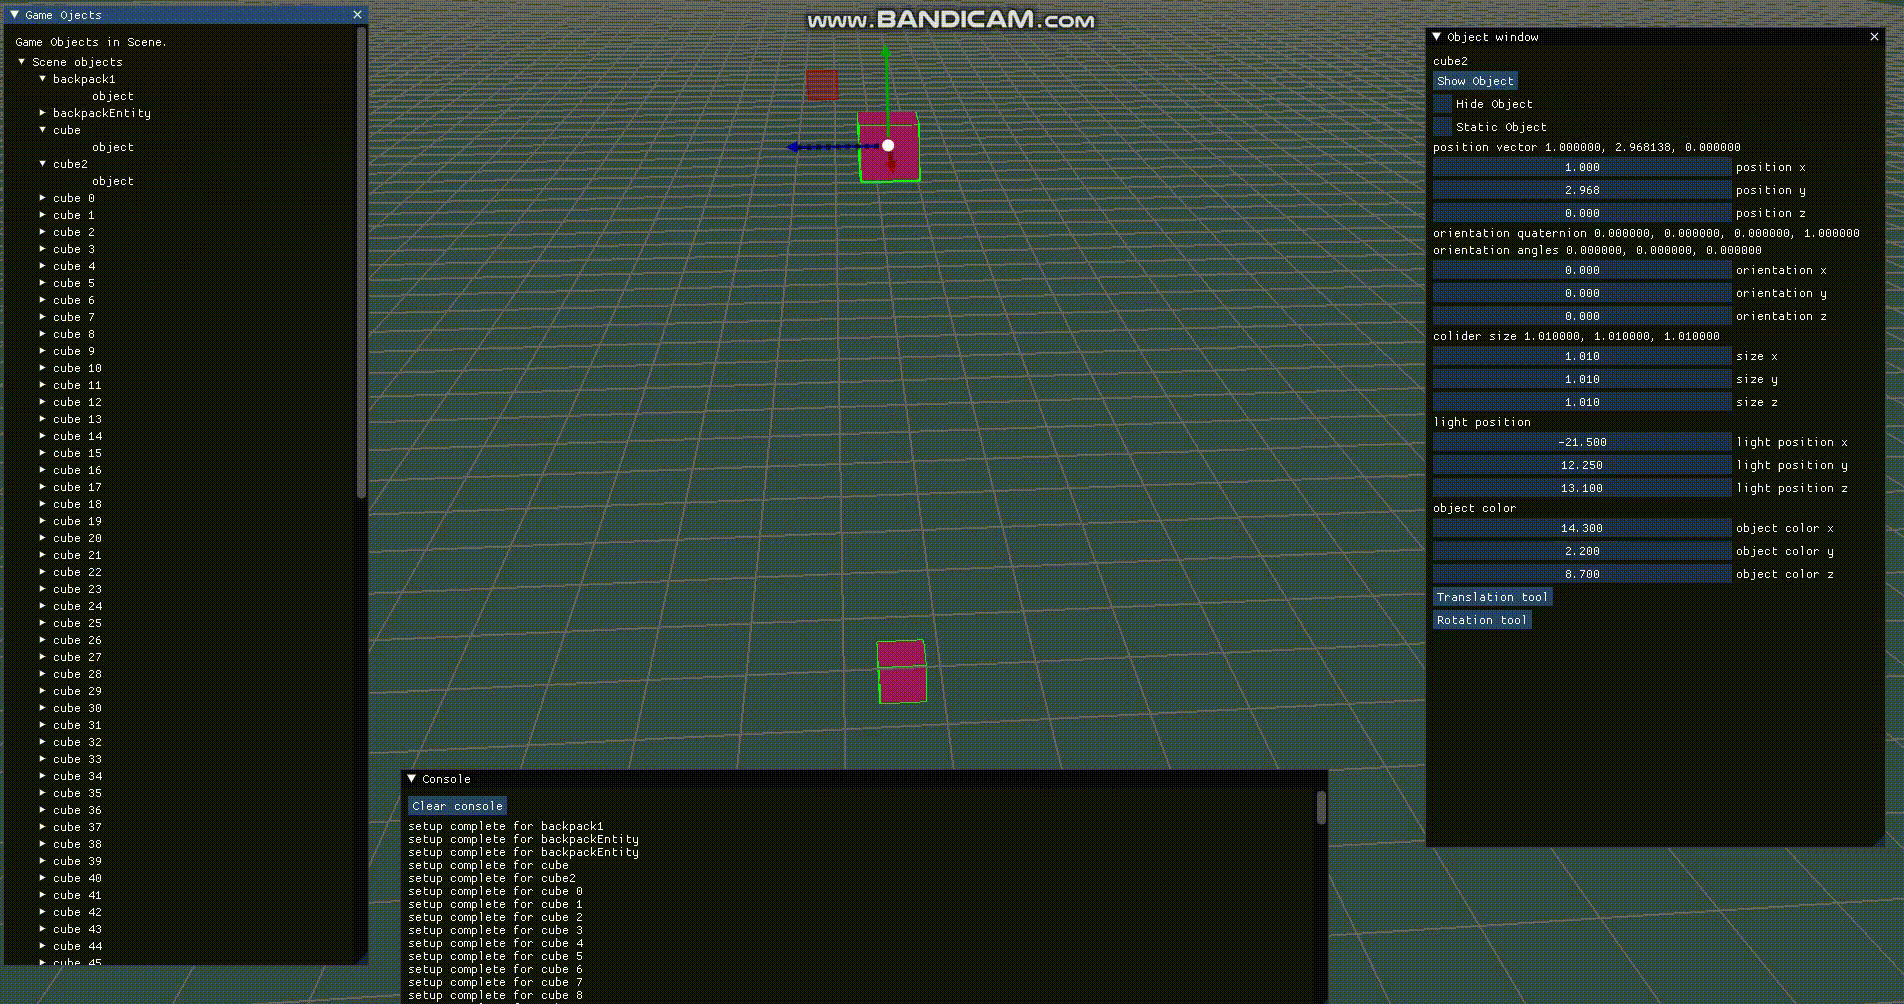 www.BANDICAM.com
Game Ojects
Game Objects in Scene.
Scene objects
backpack1
object
backpackEntity
cube
object
cube2
object
cube 0
cube 1
cube 2
cube 3
cube 4
cube 5
cube 6
cube 7
cube 8
cube 9
cube 10
cube 11
cube 12
cube 13
cube 14
cube 15
cube 16
cube 17
cube 18
cube 19
cube 20
cube 21
cube 22
cube 23
cube 24
cube 25
cube 26
cube 27
cube 28
cube 29
cube 30
cube 31
cube 32
cube 33
cube 34
cube 35
cube 36
cube 37
cube 38
cube 39
cube 40
cube 41
cube 42
cube 43
cube 44
cube 45
Console
Clear console
setup complete for backpack1
setup complete for backpackEntity
setup complete for backpackEntity
setup complete for cube
setup complete for cube2
setup complete for cube 0
setup complete for cube 1
setup complete for cube 2
setup complete for cube 3
setup complete for cube 4
setup complete for cube 5
setup complete for cube 6
setup complete for cube 7
setup complete for cube 8
Object window
cube2
Show Object
Hide Object
Static Object
position vector 1.000000, 2.968138, 0.000000
1.000 position x
2.968 position y
0.000 position z
orientation quaternion 0.000000, 0.000000, 0.000000, 1.000000
orientation angles 0.000000, 0.000000, 0.000000
0.000 orientation x
0.000 orientation y
0.000 orientation z
collider size 1.010000, 1.010000, 1.010000
1.010 size x
1.010 size y
1.010 size z
light position
-21.500 light position x
12.250 light position y
13.100 light position z
object color
14.300 object color x
2.200 object color y
8.700 object color z
Translation tool
Rotation tool